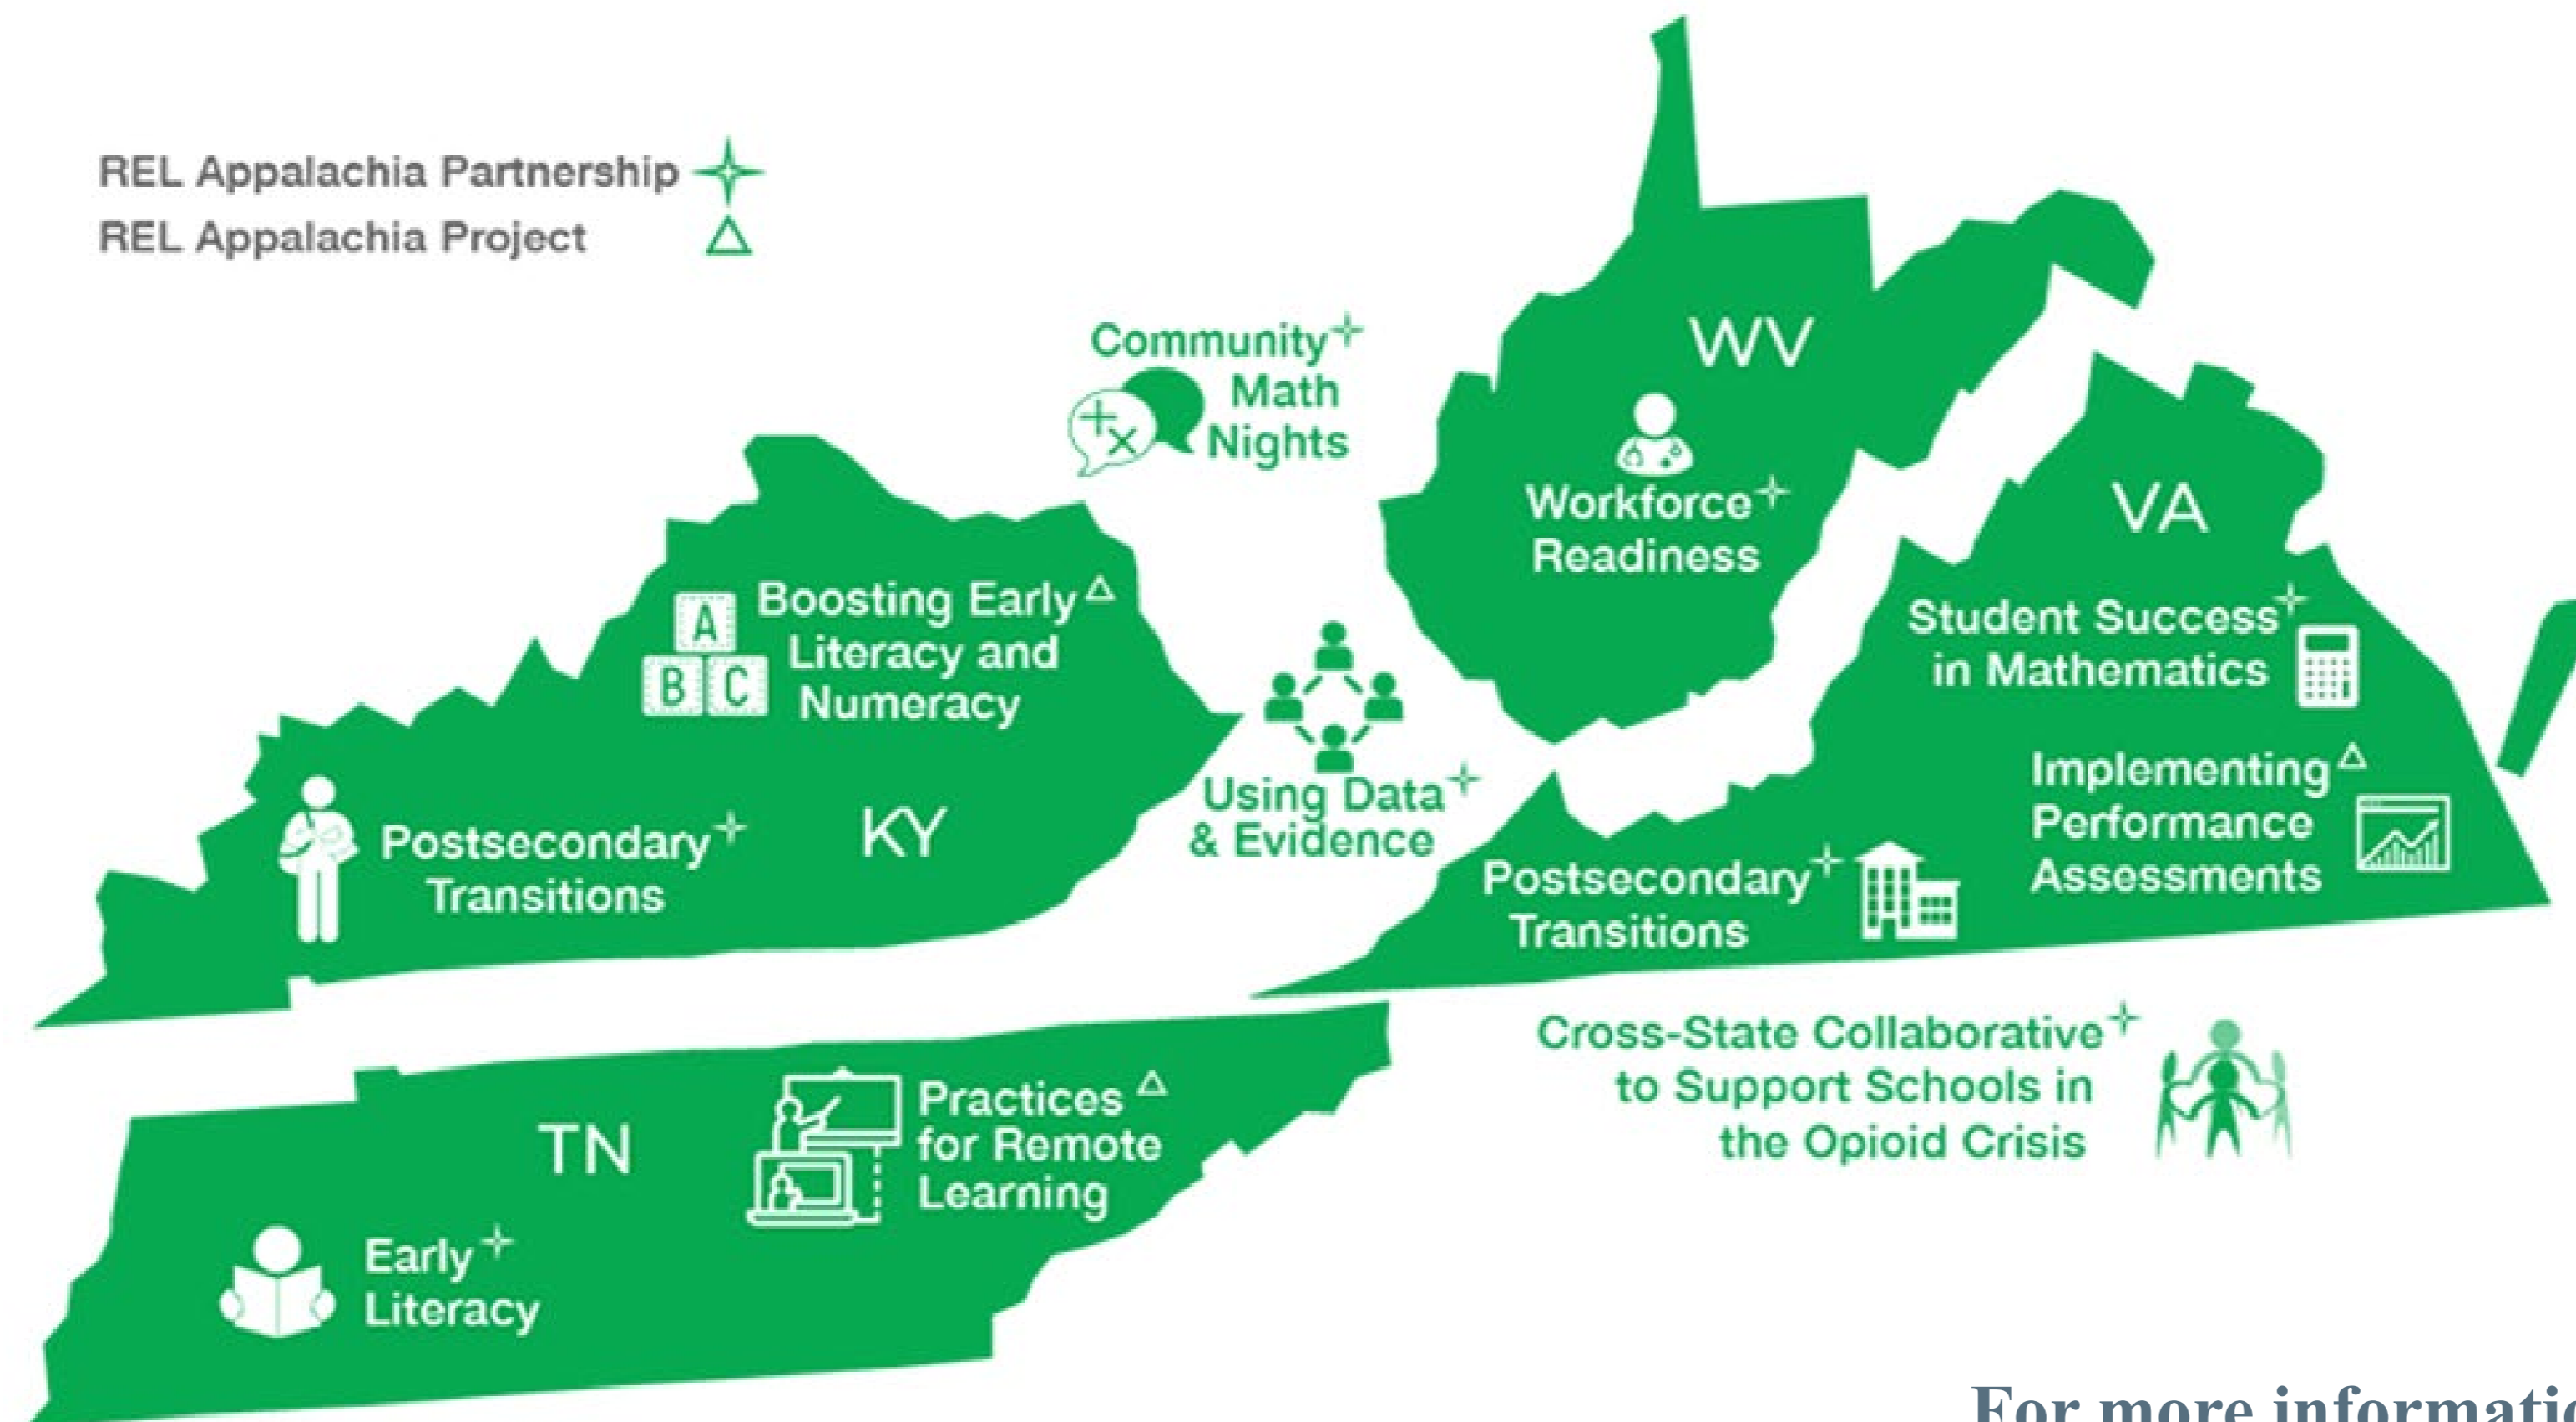 REL Appalachia Partnership
REL Appalachia Project
Community
Math
Nights
WV
Workforce
Readiness
VA
Student Success
in Mathematics
Implementing
Performance
Assessments
Postsecondary
Transitions
A
B C
Boosting Early
Literacy and
Numeracy
Postsecondary
Transitions
KY
Using Data
& Evidence
Cross-State Collaborative
to Support Schools in
the Opioid Crisis
TN
Practices
for Remote
Learning
Early
Literacy
For more